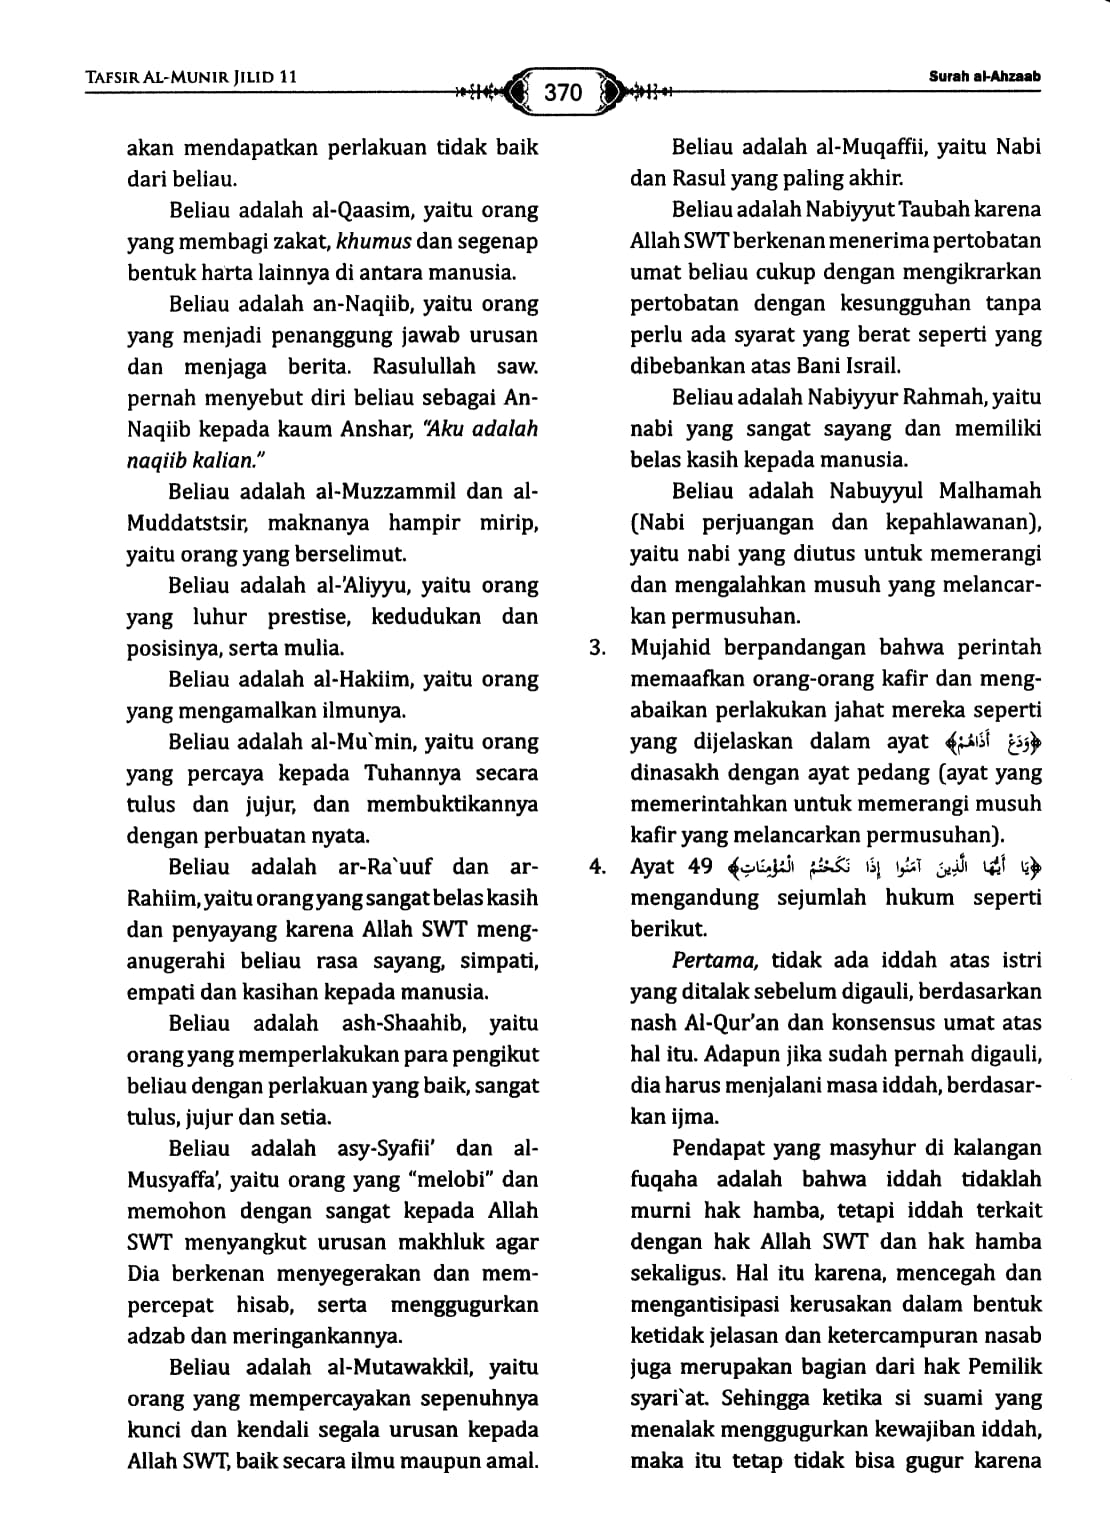 TAFSIR AL-MUNIR JILID 11
370
Surah al-Ahzaab
akan mendapatkan perlakuan tidak baik
dari beliau.
Beliau adalah al-Qaasim, yaitu orang
yang membagi zakat, khumus dan segenap
bentuk harta lainnya di antara manusia.
Beliau adalah an-Naqiib, yaitu orang
yang menjadi penanggung jawab urusan
dan menjaga berita. Rasulullah saw.
pernah menyebut diri beliau sebagai An-
Naqiib kepada kaum Anshar, "Aku adalah
naqiib kalian."
Beliau adalah al-Muzzammil dan al-
Muddatstsir, maknanya hampir mirip,
yaitu orang yang berselimut.
Beliau adalah al-'Aliyyu, yaitu orang
yang luhur prestise, kedudukan dan
posisinya, serta mulia.
Beliau adalah al-Hakiim, yaitu orang
yang mengamalkan ilmunya.
Beliau adalah al-Mu`min, yaitu orang
yang percaya kepada Tuhannya secara
tulus dan jujur, dan membuktikannya
dengan perbuatan nyata.
Beliau adalah ar-Ra`uuf dan ar-
Rahiim, yaitu orang yang sangat belas kasih
dan penyayang karena Allah SWT meng-
anugerahi beliau rasa sayang, simpati,
empati dan kasihan kepada manusia.
Beliau adalah ash-Shaahib, yaitu
orang yang memperlakukan para pengikut
beliau dengan perlakuan yang baik, sangat
tulus, jujur dan setia.
Beliau adalah asy-Syafii' dan al-
Musyaffa', yaitu orang yang "melobi" dan
memohon dengan sangat kepada Allah
SWT menyangkut urusan makhluk agar
Dia berkenan menyegerakan dan mem-
percepat hisab, serta menggugurkan
adzab dan meringankannya.
Beliau adalah al-Mutawakkil, yaitu
orang yang mempercayakan sepenuhnya
kunci dan kendali segala urusan kepada
Allah SWT, baik secara ilmu maupun amal.
Beliau adalah al-Muqaffii, yaitu Nabi
dan Rasul yang paling akhir.
Beliau adalah Nabiyyut Taubah karena
Allah SWT berkenan menerima pertobatan
umat beliau cukup dengan mengikrarkan
pertobatan dengan kesungguhan tanpa
perlu ada syarat yang berat seperti yang
dibebankan atas Bani Israil.
Beliau adalah Nabiyyur Rahmah, yaitu
nabi yang sangat sayang dan memiliki
belas kasih kepada manusia.
Beliau adalah Nabuyyul Malhamah
(Nabi perjuangan dan kepahlawanan),
yaitu nabi yang diutus untuk memerangi
dan mengalahkan musuh yang melancar-
kan permusuhan.
3. Mujahid berpandangan bahwa perintah
memaafkan orang-orang kafir dan meng-
abaikan perlakukan jahat mereka seperti
yang dijelaskan dalam ayat ﴿وَدَعْ أَذَاهُمْ﴾
dinasakh dengan ayat pedang (ayat yang
memerintahkan untuk memerangi musuh
kafir yang melancarkan permusuhan).
4. Ayat 49 ﴿يَا أَيُّهَا الَّذِينَ آمَنُوا إِذَا نَكَحْتُمُ الْمُؤْمِنَاتِ﴾
mengandung sejumlah hukum seperti
berikut.
Pertama, tidak ada iddah atas istri
yang ditalak sebelum digauli, berdasarkan
nash Al-Qur'an dan konsensus umat atas
hal itu. Adapun jika sudah pernah digauli,
dia harus menjalani masa iddah, berdasar-
kan ijma.
Pendapat yang masyhur di kalangan
fuqaha adalah bahwa iddah tidaklah
murni hak hamba, tetapi iddah terkait
dengan hak Allah SWT dan hak hamba
sekaligus. Hal itu karena, mencegah dan
mengantisipasi kerusakan dalam bentuk
ketidak jelasan dan ketercampuran nasab
juga merupakan bagian dari hak Pemilik
syari`at. Sehingga ketika si suami yang
menalak menggugurkan kewajiban iddah,
maka itu tetap tidak bisa gugur karena